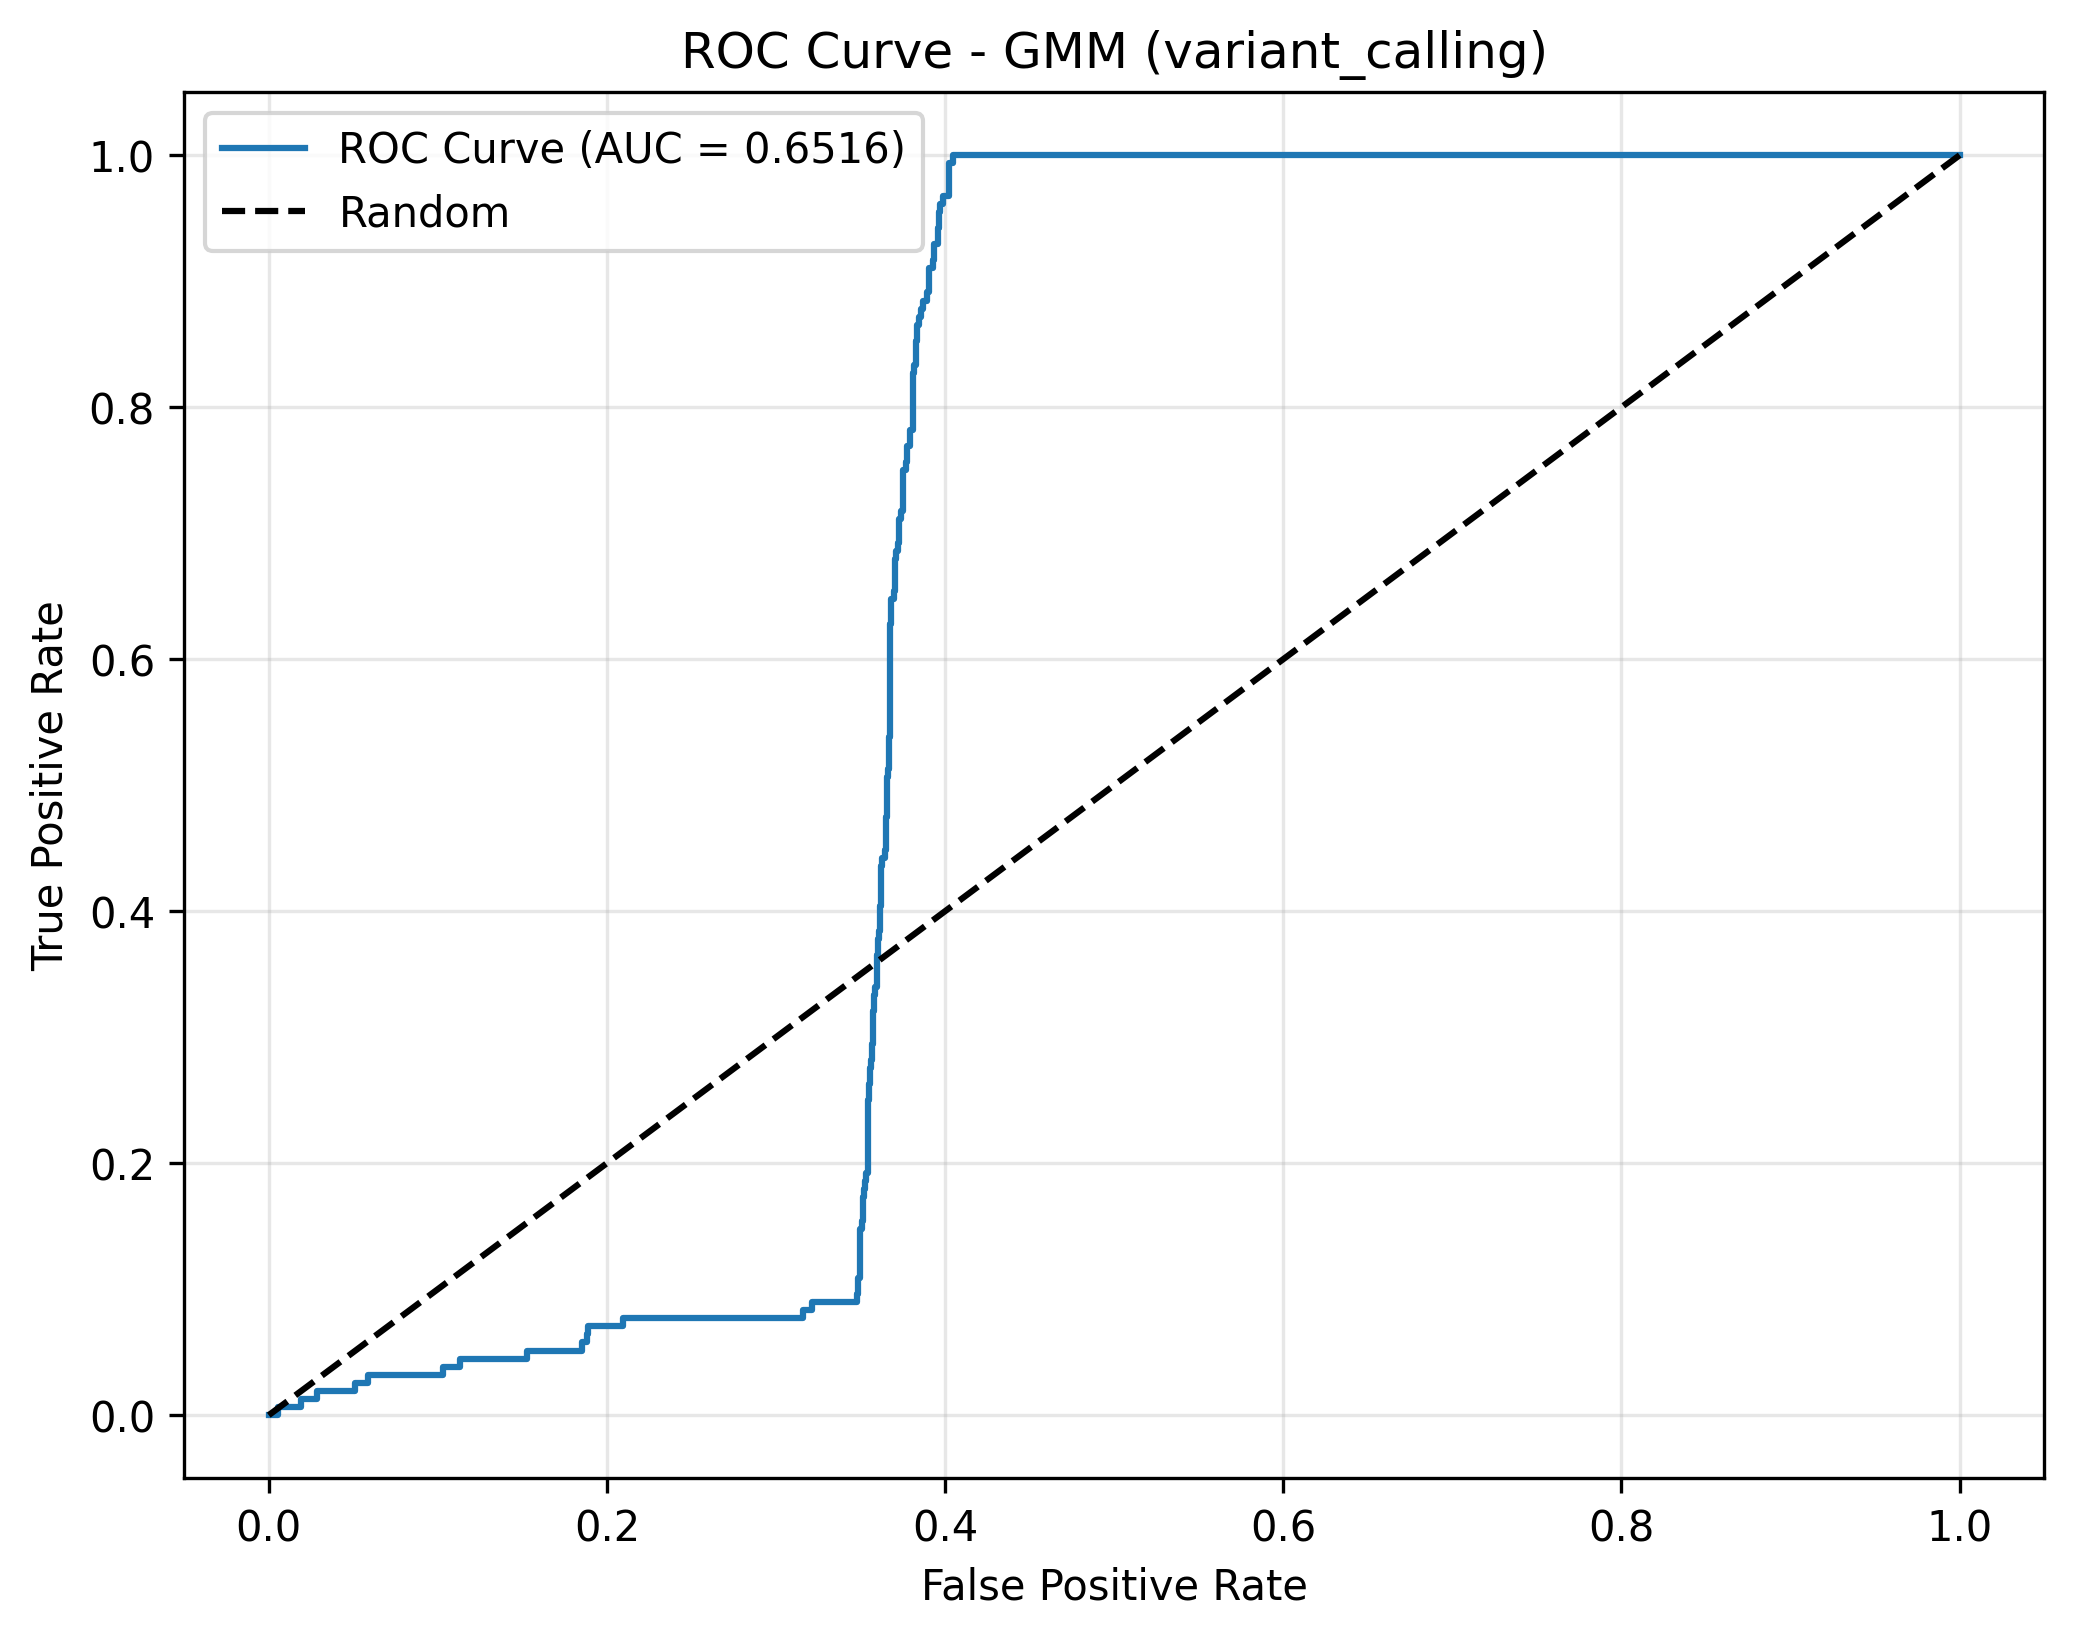 ROC Curve - GMM (variant_calling)
ROC Curve (AUC = 0.6516)
Random
True Positive Rate
1.0
0.8
0.6
0.4
0.2
0.0
0.0 0.2 0.4 0.6 0.8 1.0
False Positive Rate